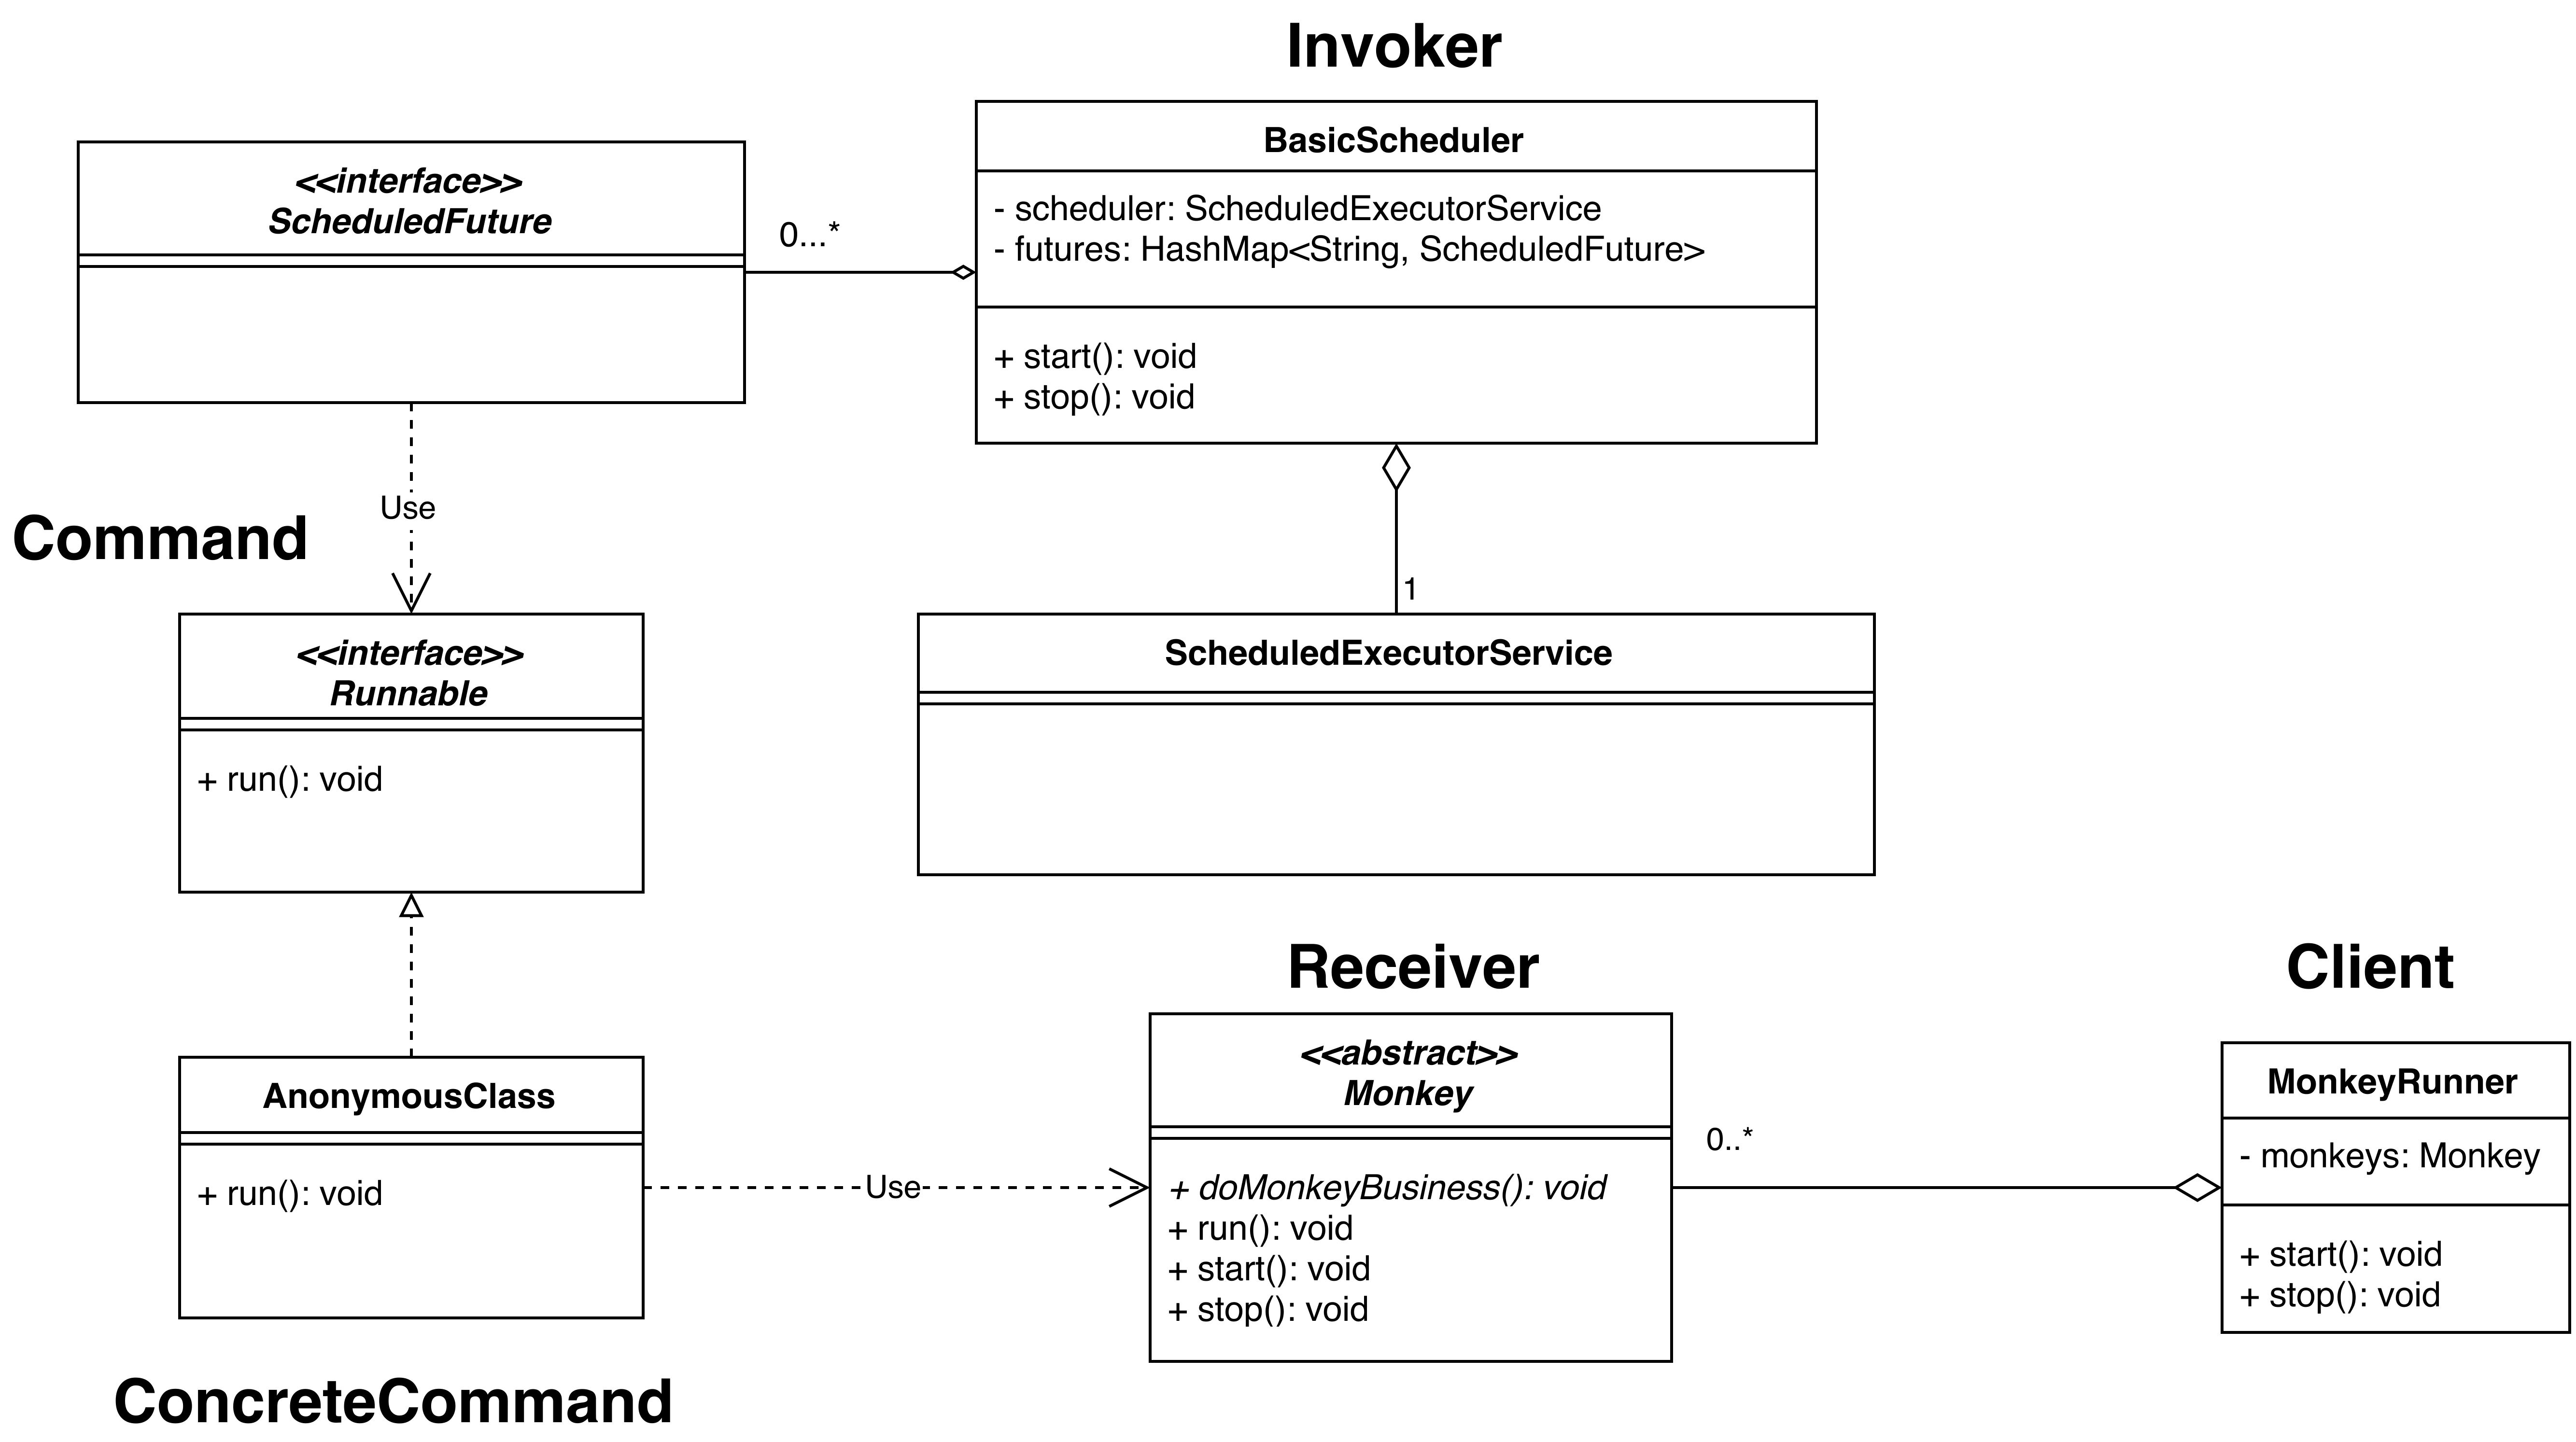 Invoker
BasicScheduler
- scheduler: ScheduledExecutorService
- futures: HashMap<String, ScheduledFuture>
+ start(): void
+ stop(): void
<<interface>>
ScheduledFuture
0...*
Use
Command
1
<<interface>>
Runnable
+ run(): void
ScheduledExecutorService
Receiver
Client
AnonymousClass
+ run(): void
Use
<<abstract>>
Monkey
+ doMonkeyBusiness(): void
+ run(): void
+ start(): void
+ stop(): void
0..*
MonkeyRunner
- monkeys: Monkey
+ start(): void
+ stop(): void
ConcreteCommand